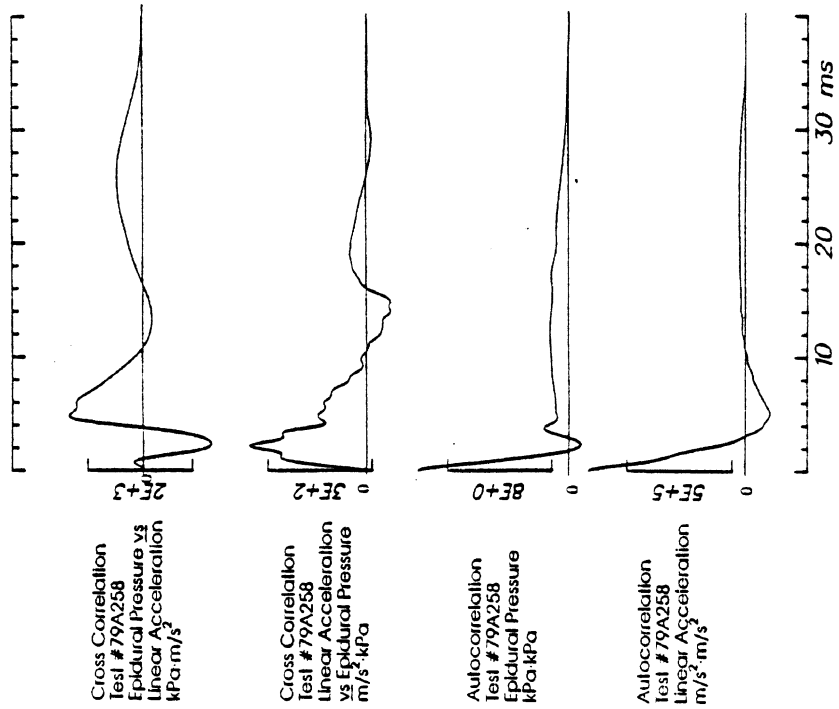 Cross Correlation
Test #79A258
Epidural Pressure vs
Linear Acceleration
kPa·m/s²
2E+3
0
Cross Correlation
Test #79A258
Linear Acceleration
vs Epidural Pressure
m/s²·kPa
3E+2
0
Autocorrelation
Test #79A258
Epidural Pressure
kPa·kPa
8E+0
0
Autocorrelation
Test #79A258
Linear Acceleration
m/s²·m/s²
5E+5
0
10
20
30
ms